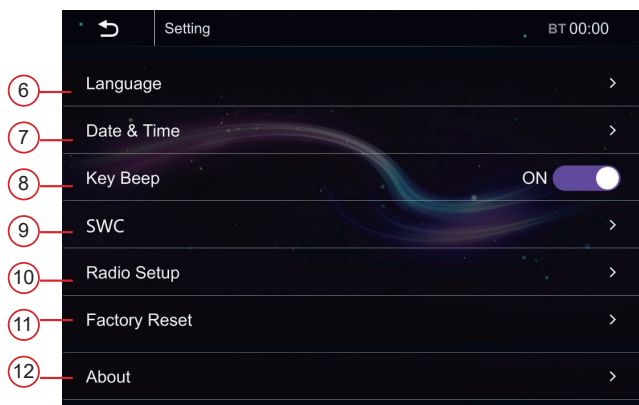 Setting BT 00:00
6 Language
7 Date & Time
8 Key Beep ON
9 SWC
10 Radio Setup
11 Factory Reset
12 About